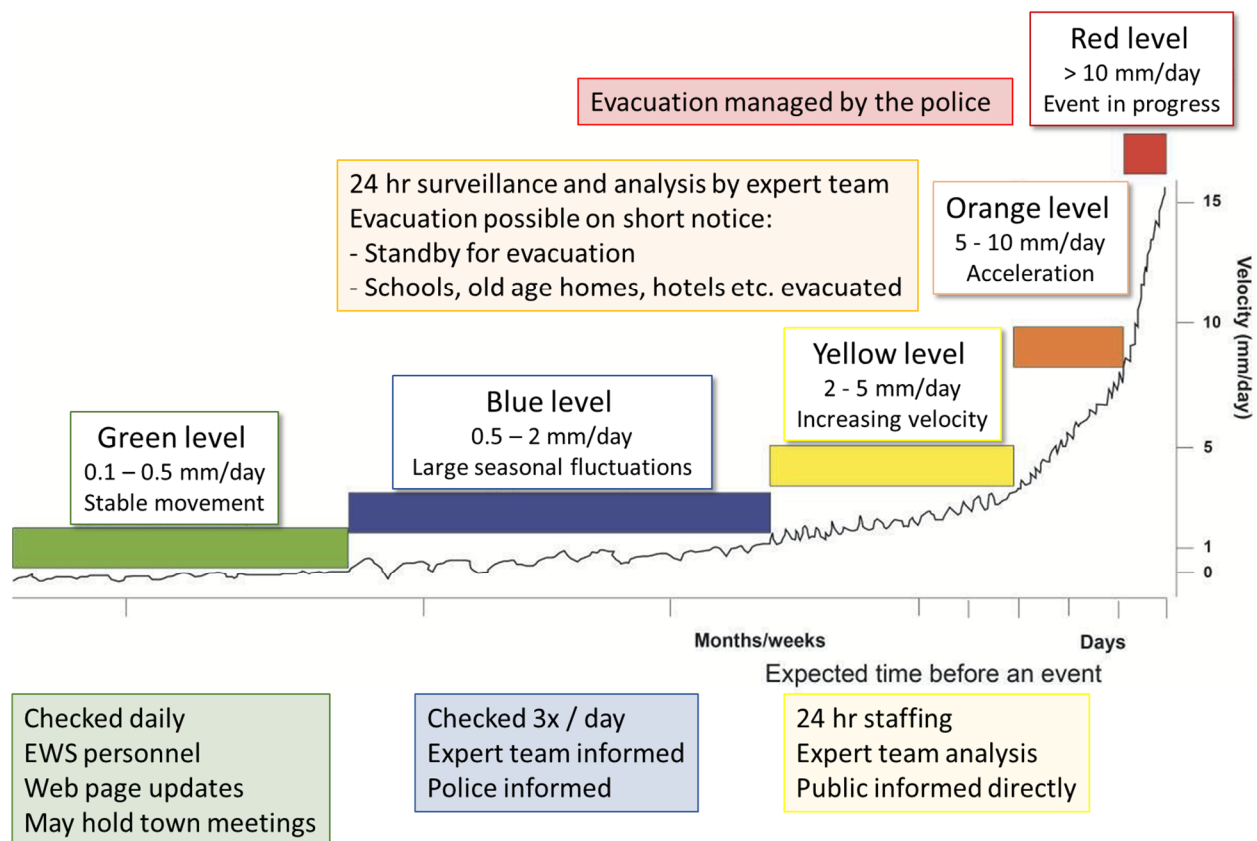 Red level
> 10 mm/day
Event in progress
Evacuation managed by the police
24 hr surveillance and analysis by expert team
Evacuation possible on short notice:
- Standby for evacuation
- Schools, old age homes, hotels etc. evacuated
Orange level
5 - 10 mm/day
Acceleration
Yellow level
2 - 5 mm/day
Increasing velocity
Blue level
0.5 – 2 mm/day
Large seasonal fluctuations
Green level
0.1 – 0.5 mm/day
Stable movement
15
10
5
1
0
Velocity (mm/day)
Months/weeks
Days
Expected time before an event
Checked daily
EWS personnel
Web page updates
May hold town meetings
Checked 3x / day
Expert team informed
Police informed
24 hr staffing
Expert team analysis
Public informed directly